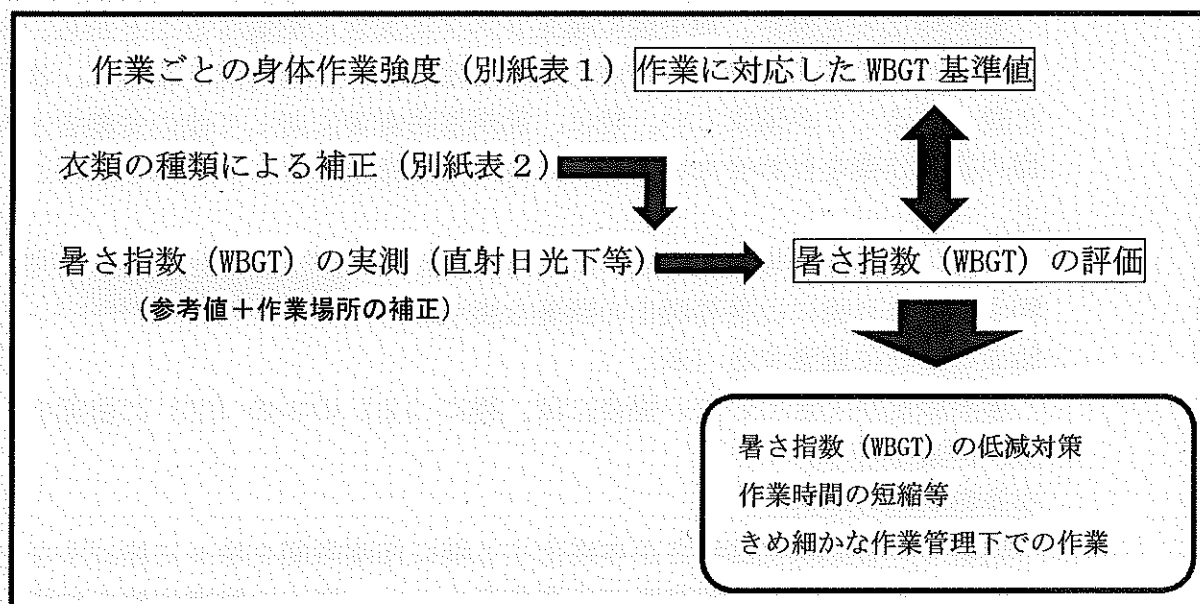 作業ごとの身体作業強度(別紙表1) 作業に対応した WBGT 基準値
衣類の種類による補正(別紙表2)
暑さ指数(WBGT)の実測(直射日光下等) 暑さ指数(WBGT)の評価
(参考値+作業場所の補正)
暑さ指数(WBGT)の低減対策
作業時間の短縮等
きめ細かな作業管理下での作業